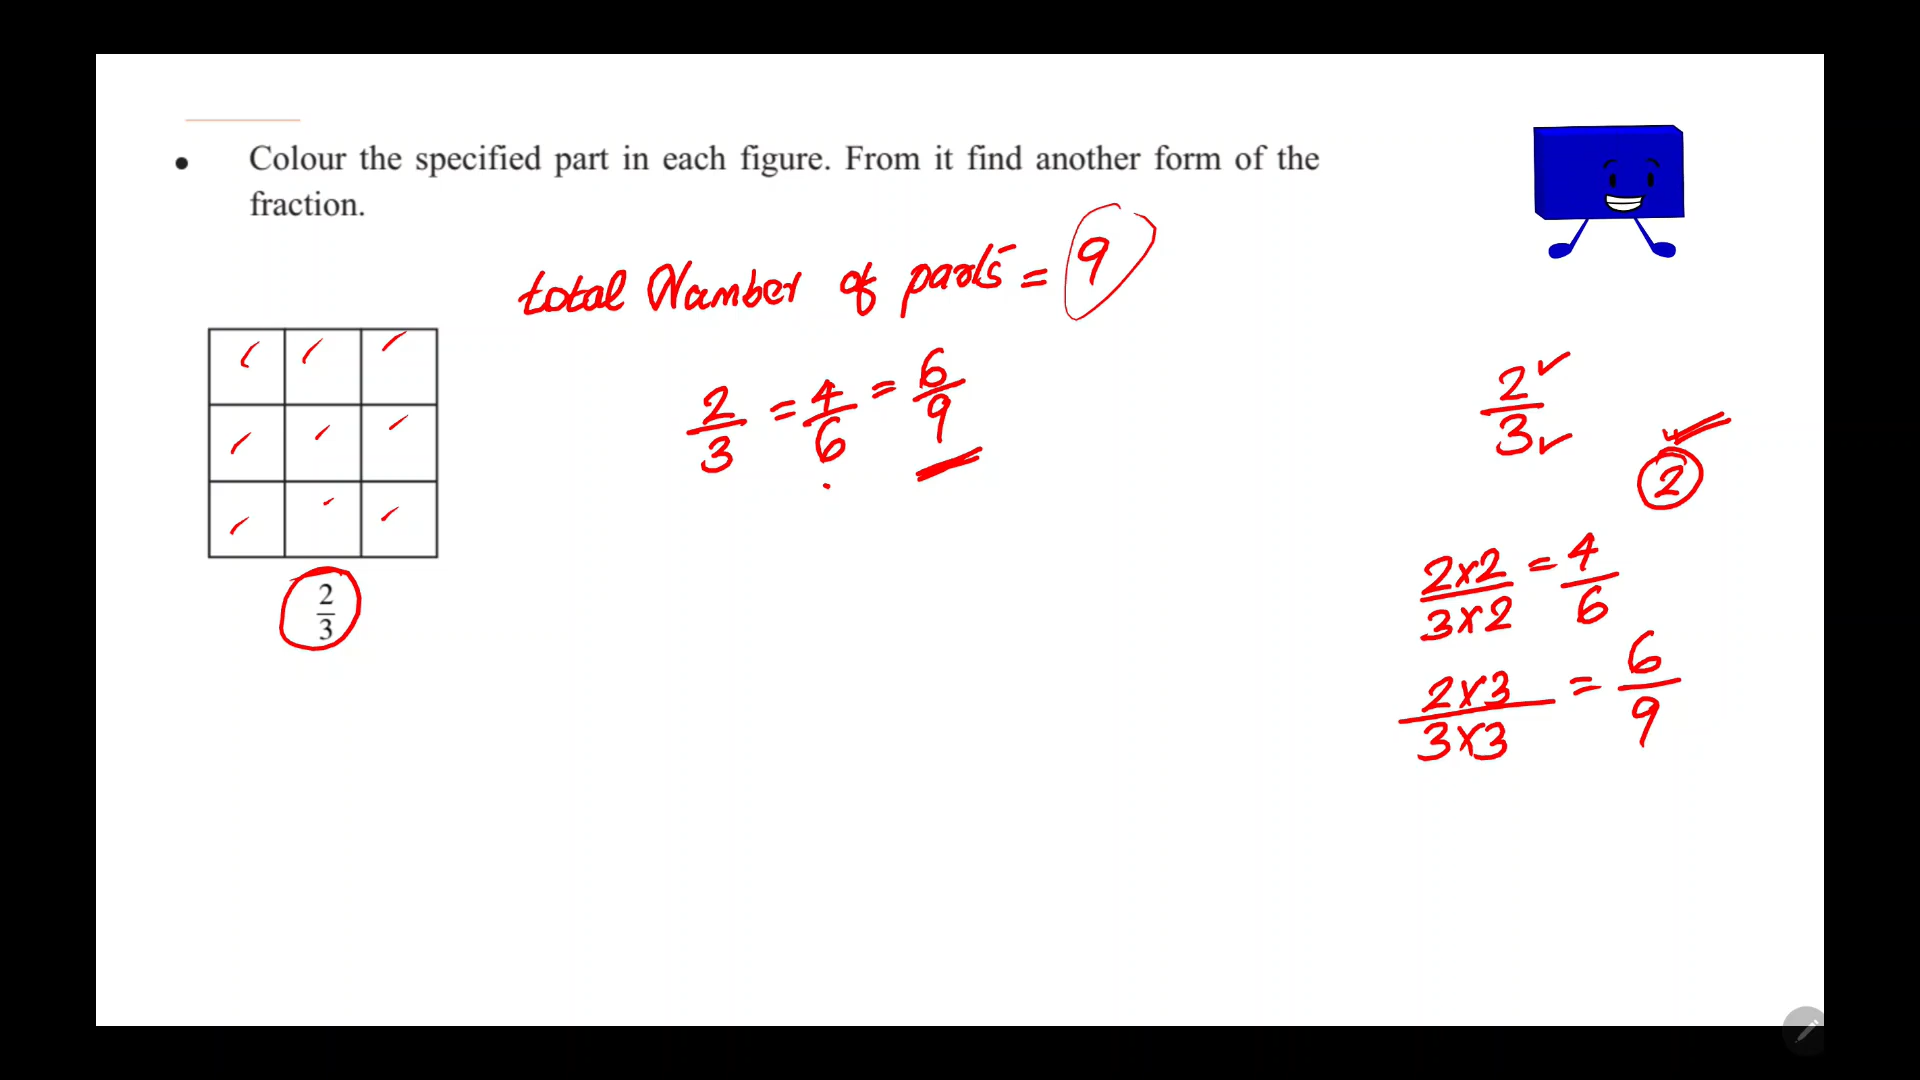 • Colour the specified part in each figure. From it find another form of the
fraction.
total Number of parts = 9
2/3 = 4/6 = 6/9
2/3
2
2/3
2x2/3x2 = 4/6
2x3/3x3 = 6/9